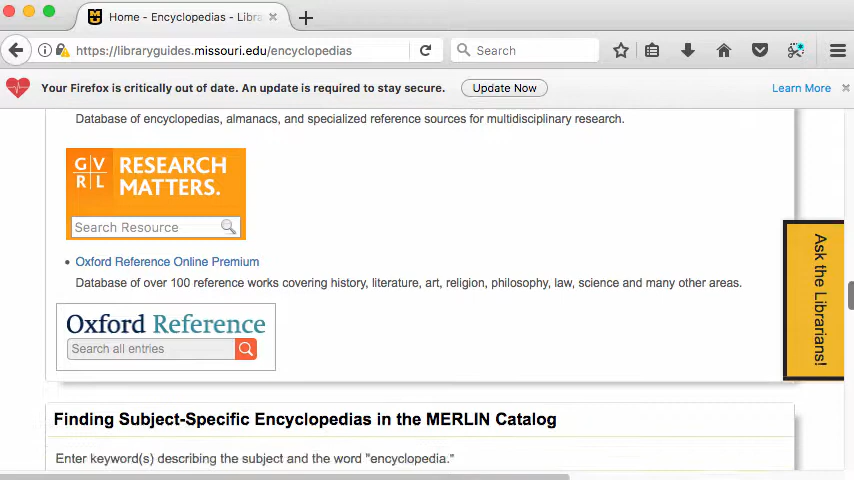 Home - Encyclopedias - Libra
https://libraryguides.missouri.edu/encyclopedias
Search
Your Firefox is critically out of date. An update is required to stay secure.
Update Now
Learn More
Database of encyclopedias, almanacs, and specialized reference sources for multidisciplinary research.
GV RESEARCH
RL MATTERS.
Search Resource
Oxford Reference Online Premium
Database of over 100 reference works covering history, literature, art, religion, philosophy, law, science and many other areas.
Oxford Reference
Search all entries
Ask the Librarians!
Finding Subject-Specific Encyclopedias in the MERLIN Catalog
Enter keyword(s) describing the subject and the word "encyclopedia."